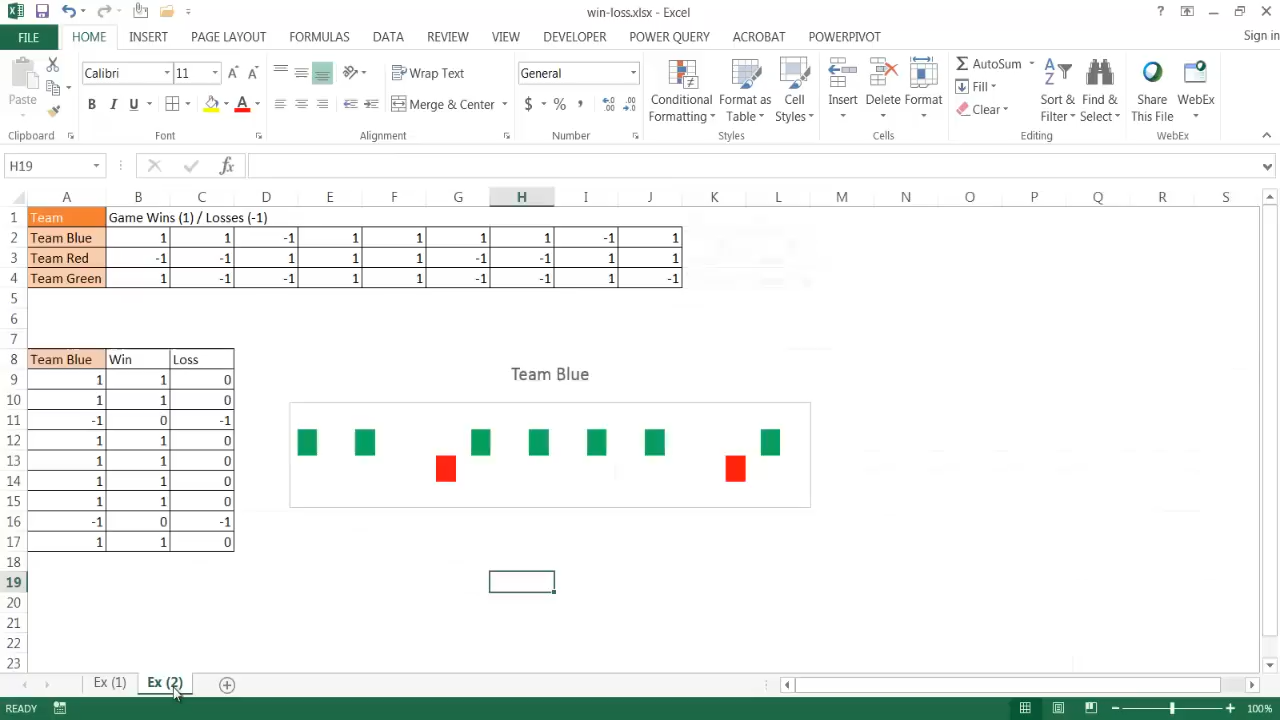 win-loss.xlsx - Excel
?
FILE HOME INSERT PAGE LAYOUT FORMULAS DATA REVIEW VIEW DEVELOPER POWER QUERY ACROBAT POWERPIVOT Sign in
Paste
Calibri 11
B I U
A A A
Wrap Text
Merge & Center
General
$ % ,
Conditional Formatting
Format as Table
Cell Styles
Insert
Delete
Format
AutoSum
Fill
Clear
Sort & Filter
Find & Select
Share This File
WebEx
Clipboard Font Alignment Number Styles Cells Editing WebEx
H19 fx
A B C D E F G H I J K L M N O P Q R S
1 Team Game Wins (1) / Losses (-1)
2 Team Blue 1 1 -1 1 1 1 1 -1 1
3 Team Red -1 -1 1 1 1 -1 -1 1 1
4 Team Green 1 -1 -1 1 1 -1 -1 1 -1
5
6
7
8 Team Blue Win Loss
Team Blue
9 1 1 0
10 1 1 0
11 -1 0 -1
12 1 1 0
13 1 1 0
14 1 1 0
15 1 1 0
16 -1 0 -1
17 1 1 0
18
19
20
21
22
23
Ex (1) Ex (2)
READY 100%